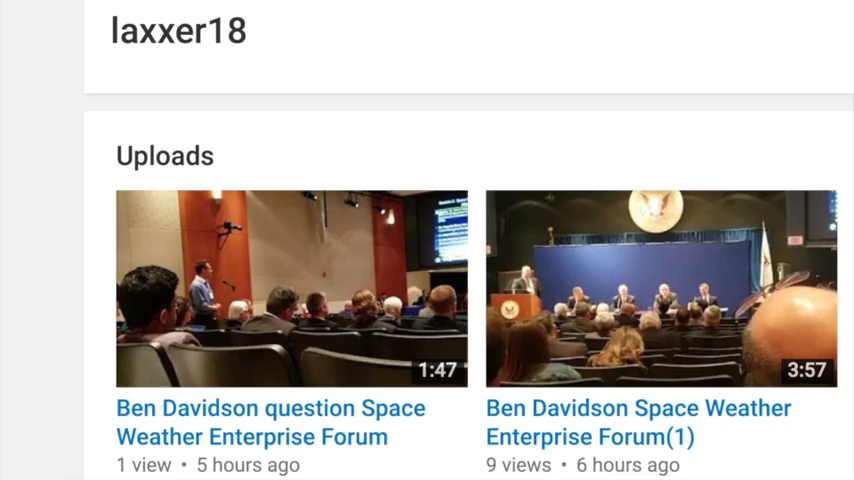 laxxer18
Uploads
1:47
3:57
Ben Davidson question Space
Weather Enterprise Forum
1 view • 5 hours ago
Ben Davidson Space Weather
Enterprise Forum(1)
9 views • 6 hours ago